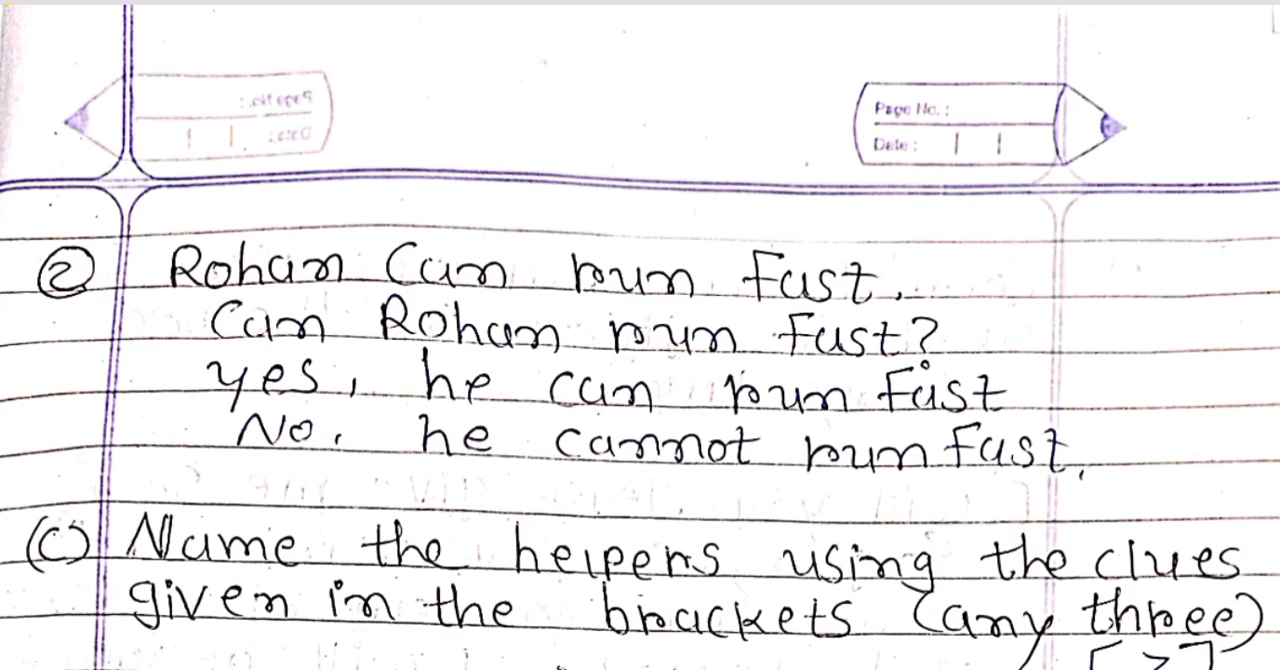 Page No.:
Date:
② Rohan Can run fast.
Can Rohan run fast?
yes, he can run fast
No, he cannot run fast.
(C) Name the helpers using the clues
given in the brackets (any three)